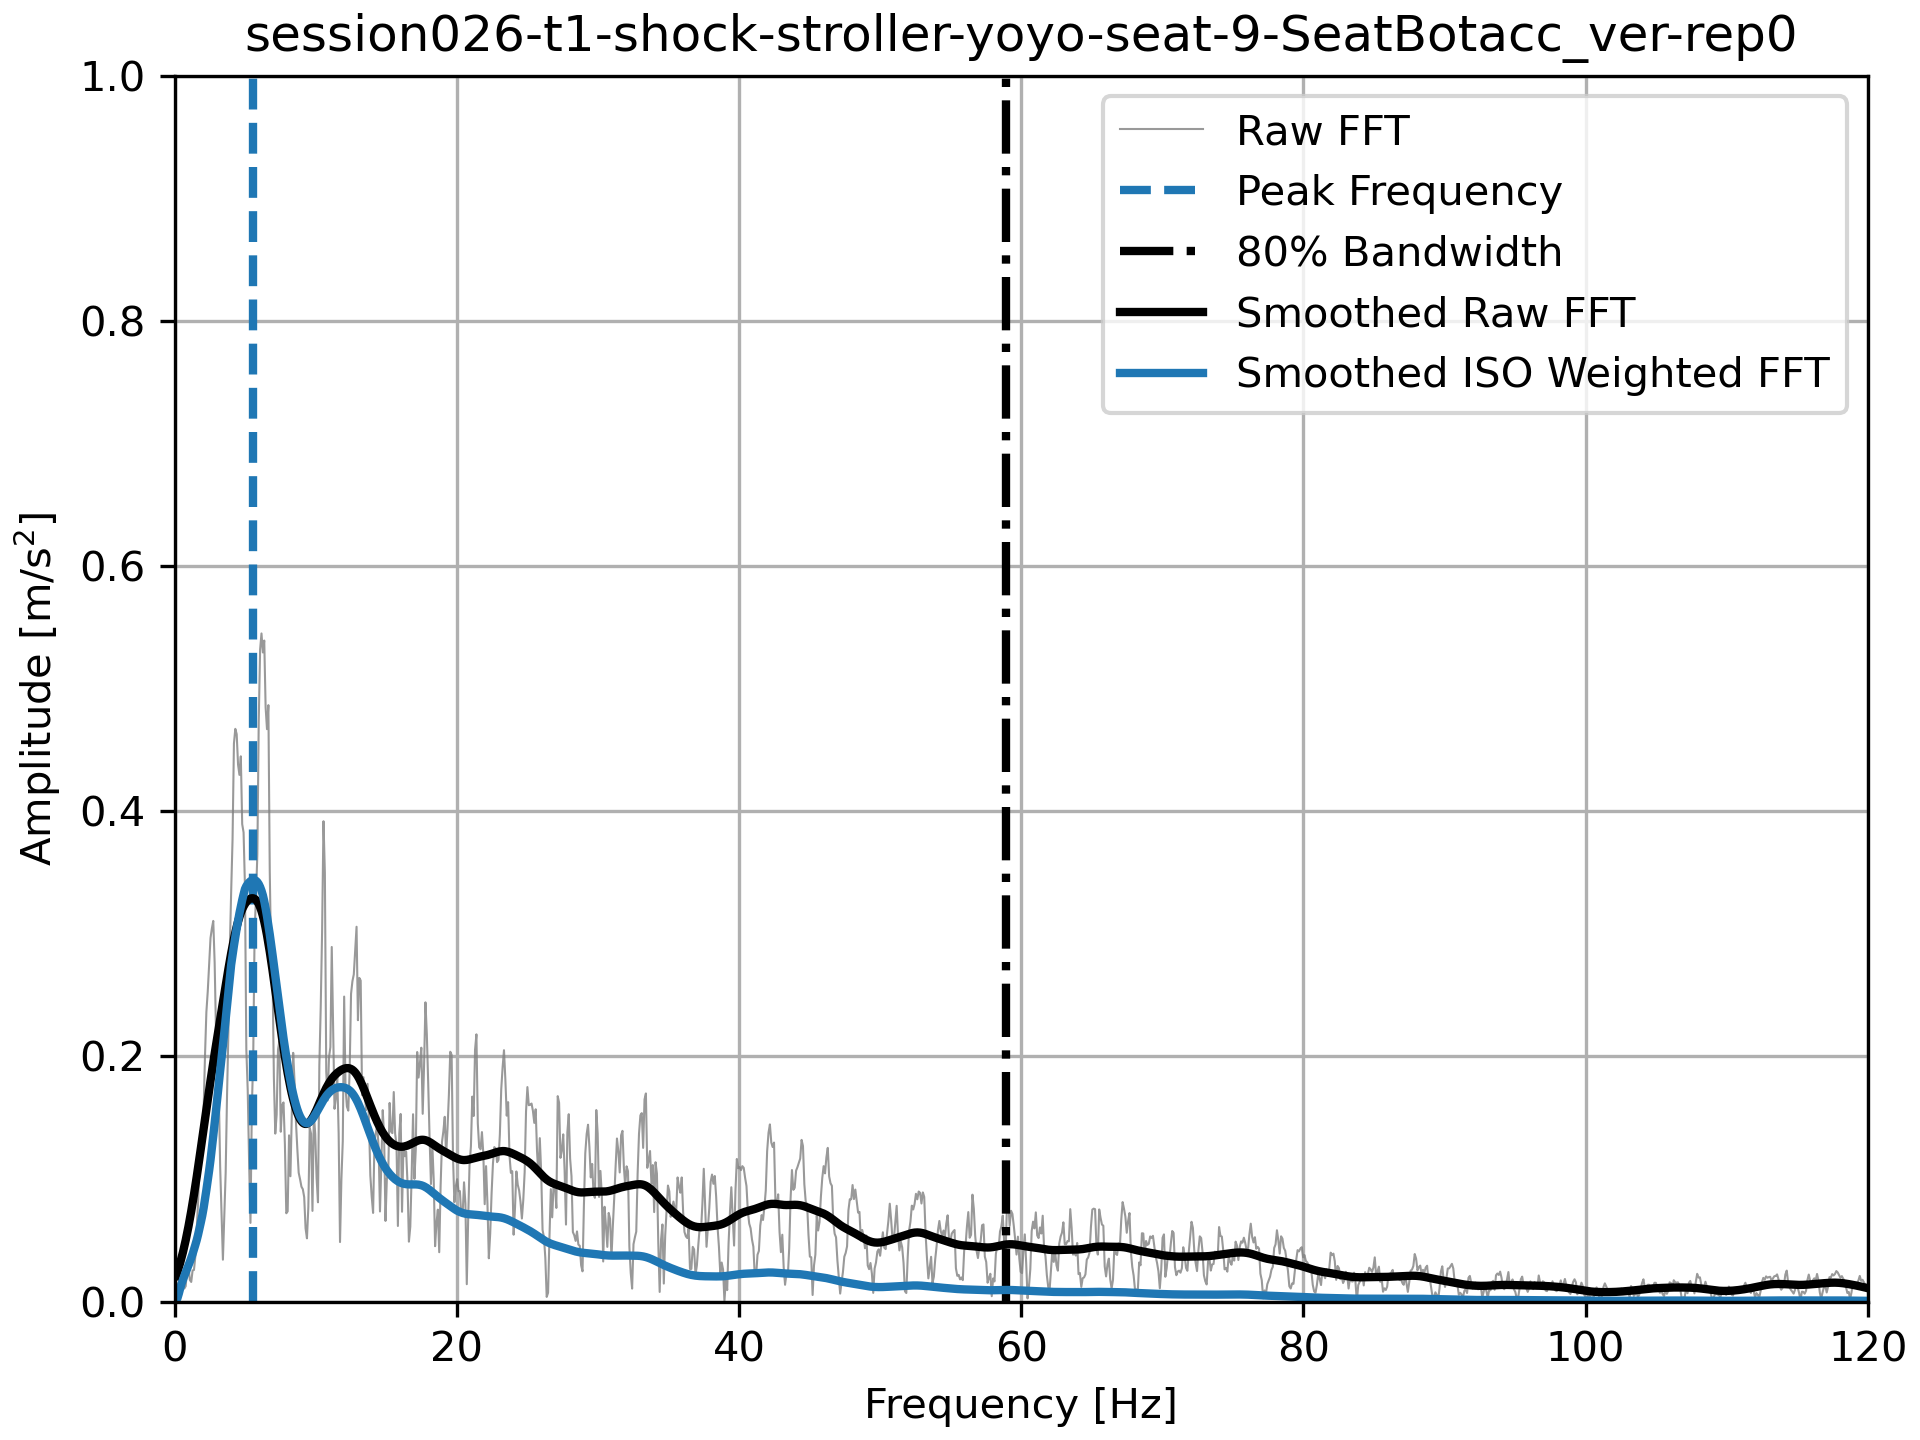 session026-t1-shock-stroller-yoyo-seat-9-SeatBotacc_ver-rep0
1.0
0.8
0.6
0.4
0.2
0.0
Amplitude [m/s²]
Raw FFT
Peak Frequency
80% Bandwidth
Smoothed Raw FFT
Smoothed ISO Weighted FFT
0 20 40 60 80 100 120
Frequency [Hz]